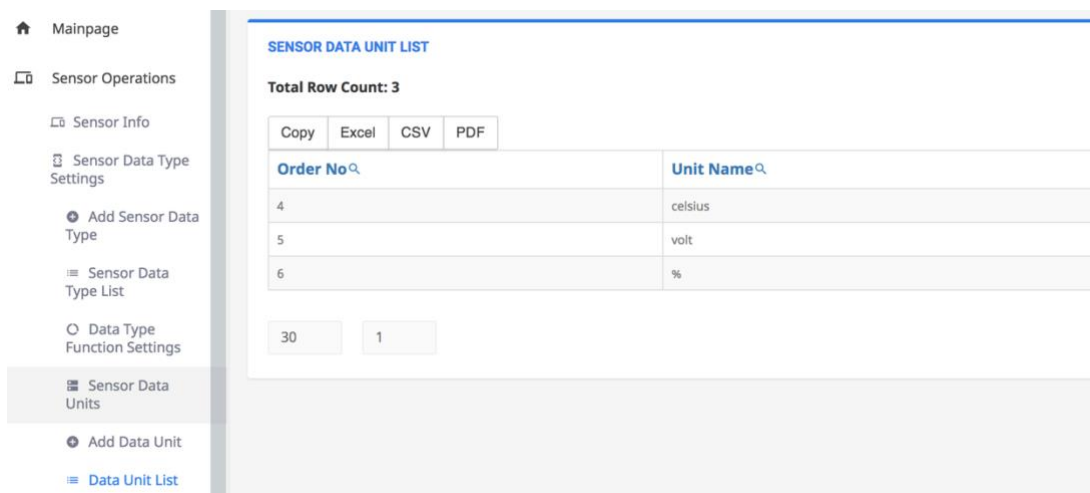 Mainpage
Sensor Operations
Sensor Info
Sensor Data Type
Settings
Add Sensor Data
Type
Sensor Data
Type List
Data Type
Function Settings
Sensor Data
Units
Add Data Unit
Data Unit List
SENSOR DATA UNIT LIST
Total Row Count: 3
Copy Excel CSV PDF
Order No Unit Name
4 celsius
5 volt
6 %
30 1